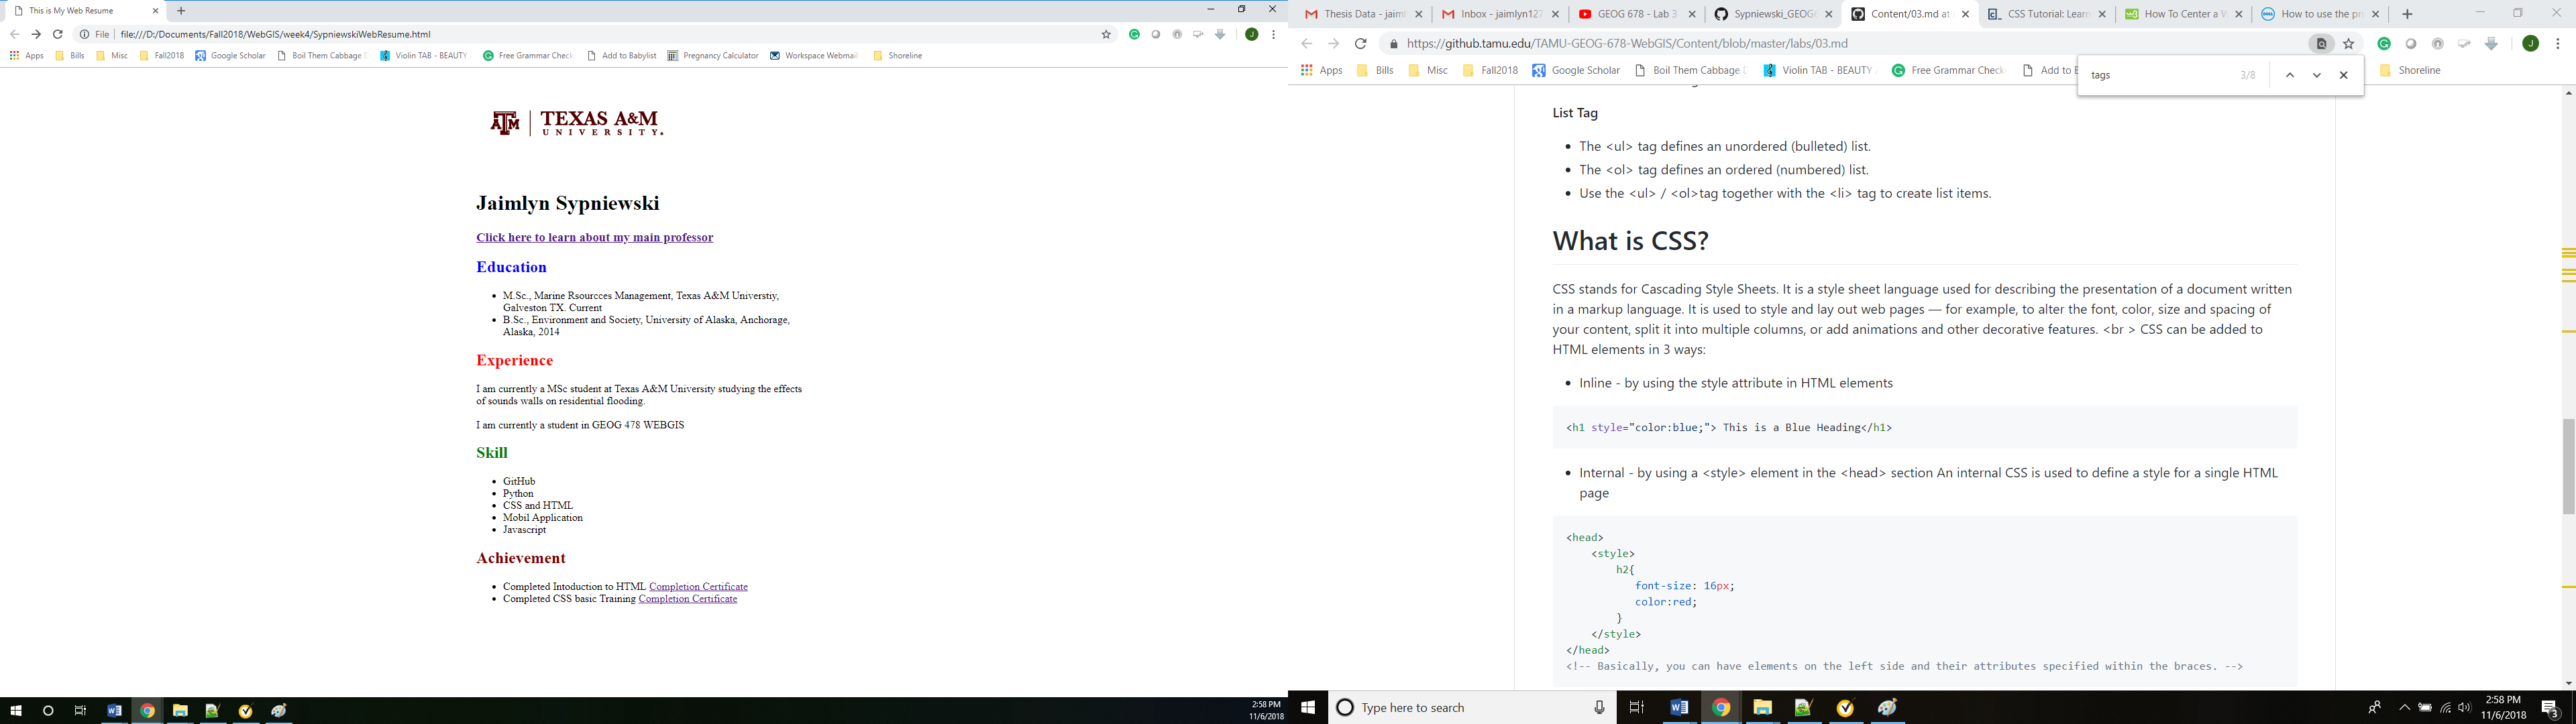 This is My Web Resume
File
file:///D:/Documents/Fall2018/WebGIS/week4/SypniewskiWebResume.html
Apps Bills Misc Fall2018 Google Scholar Boil Them Cabbage Violin TAB - BEAUTY Free Grammar Check Add to Babylist Pregnancy Calculator Workspace Webmail Shoreline
ĀM | TEXAS A&M
UNIVERSITY.
Jaimlyn Sypniewski
Click here to learn about my main professor
Education
• M.Sc., Marine Rsourcces Management, Texas A&M Universtiy,
Galveston TX. Current
• B.Sc., Environment and Society, University of Alaska, Anchorage,
Alaska, 2014
Experience
I am currently a MSc student at Texas A&M University studying the effects
of sounds walls on residential flooding.
I am currently a student in GEOG 478 WEBGIS
Skill
• GitHub
• Python
• CSS and HTML
• Mobil Application
• Javascript
Achievement
• Completed Intoduction to HTML Completion Certificate
• Completed CSS basic Training Completion Certificate
2:58 PM
11/6/2018
Thesis Data - jaiml Inbox - jaimlyn127 GEOG 678 - Lab 3 Sypniewski_GEOG Content/03.md at CSS Tutorial: Learn How To Center a W How to use the pr
https://github.tamu.edu/TAMU-GEOG-678-WebGIS/Content/blob/master/labs/03.md
Apps Bills Misc Fall2018 Google Scholar Boil Them Cabbage Violin TAB - BEAUTY Free Grammar Check Add to B Shoreline
tags 3/8
List Tag
• The <ul> tag defines an unordered (bulleted) list.
• The <ol> tag defines an ordered (numbered) list.
• Use the <ul> / <ol>tag together with the <li> tag to create list items.
What is CSS?
CSS stands for Cascading Style Sheets. It is a style sheet language used for describing the presentation of a document written
in a markup language. It is used to style and lay out web pages — for example, to alter the font, color, size and spacing of
your content, split it into multiple columns, or add animations and other decorative features. <br > CSS can be added to
HTML elements in 3 ways:
• Inline - by using the style attribute in HTML elements
<h1 style="color:blue;"> This is a Blue Heading</h1>
• Internal - by using a <style> element in the <head> section An internal CSS is used to define a style for a single HTML
page
<head>
<style>
h2{
font-size: 16px;
color:red;
}
</style>
</head>
<!-- Basically, you can have elements on the left side and their attributes specified within the braces. -->
Type here to search
2:58 PM
11/6/2018
3